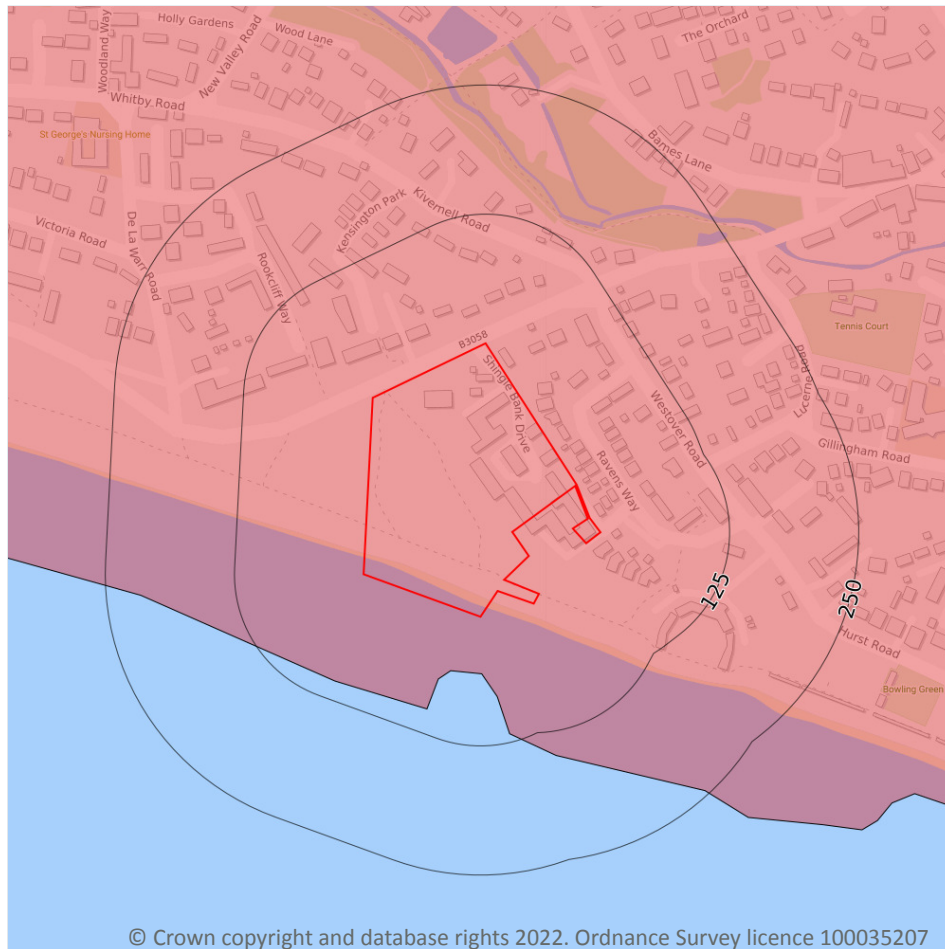 Holly Gardens
Wood Lane
The Orchard
Woodland Way
New Valley Road
Whitby Road
St George's Nursing Home
Barnes Lane
Kensington Park
Kivernell Road
Victoria Road
De La Warr Road
Rookcliff Way
B3058
Shingle Bank Drive
Tennis Court
Lucerne Road
Westover Road
Gillingham Road
Ravens Way
125
250
Hurst Road
Bowling Green
© Crown copyright and database rights 2022. Ordnance Survey licence 100035207